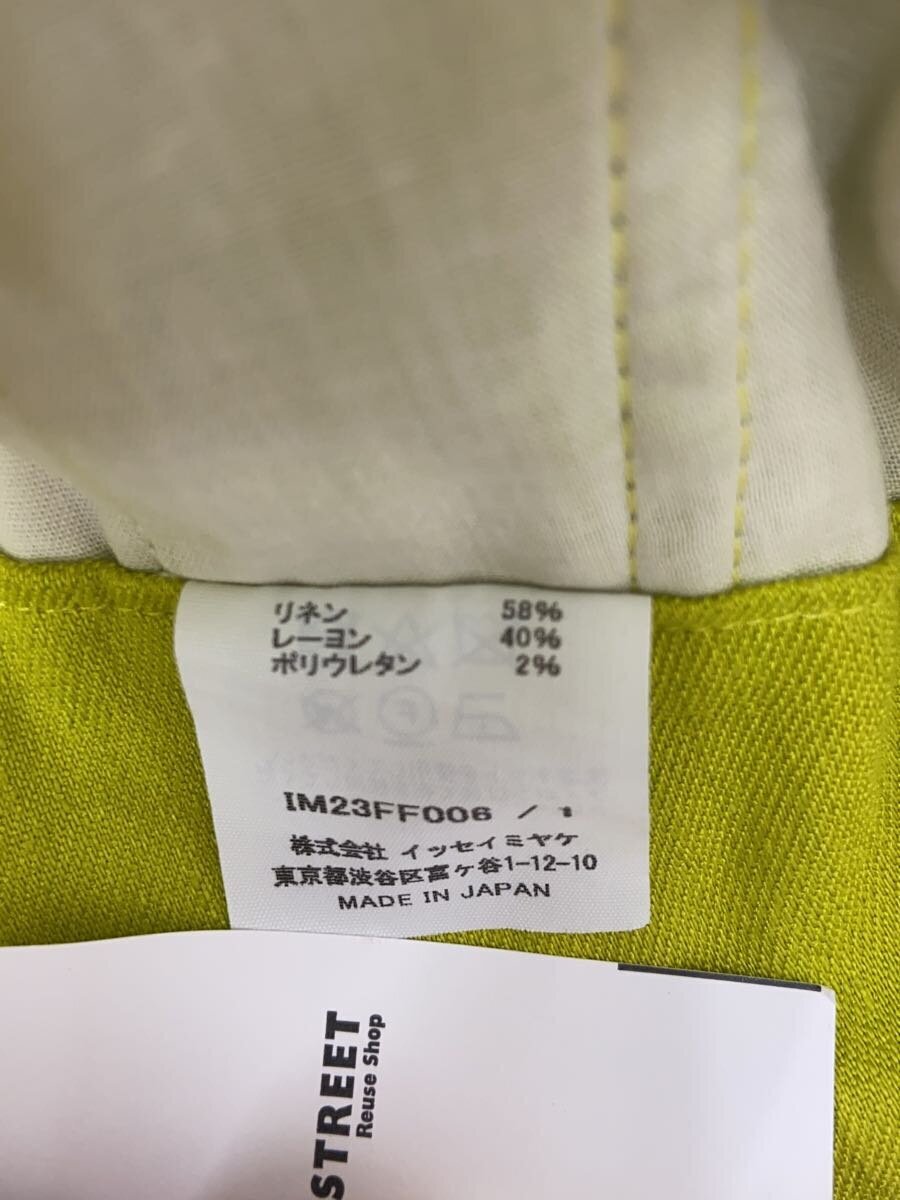 リネン 58%
レーヨン 40%
ポリウレタン 2%
IM23FF006 / 1
株式会社 イッセイミヤケ
東京都渋谷区富ヶ谷1-12-10
MADE IN JAPAN
STREET
Reuse Shop